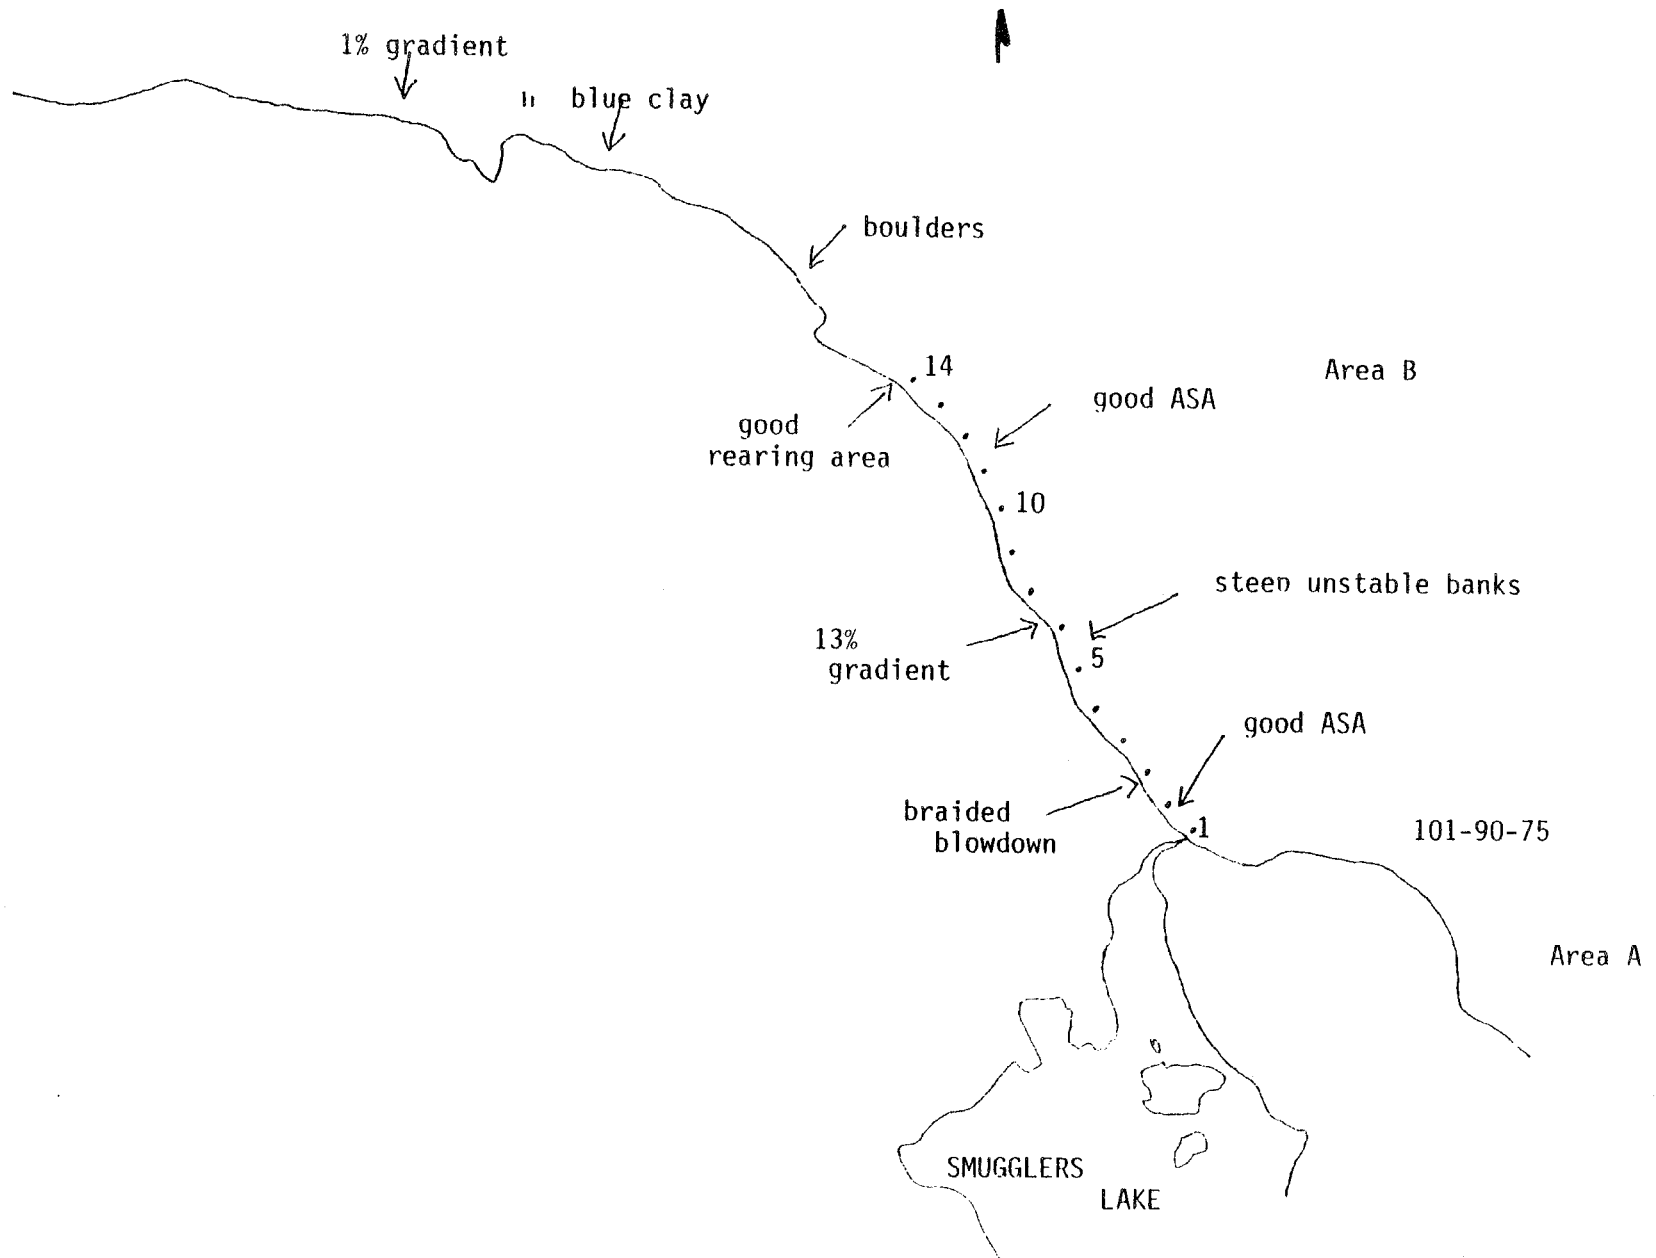 1% gradient
" blue clay
boulders
14
Area B
good ASA
good
rearing area
10
steep unstable banks
13%
gradient
5
good ASA
braided
blowdown
1
101-90-75
Area A
SMUGGLERS
LAKE